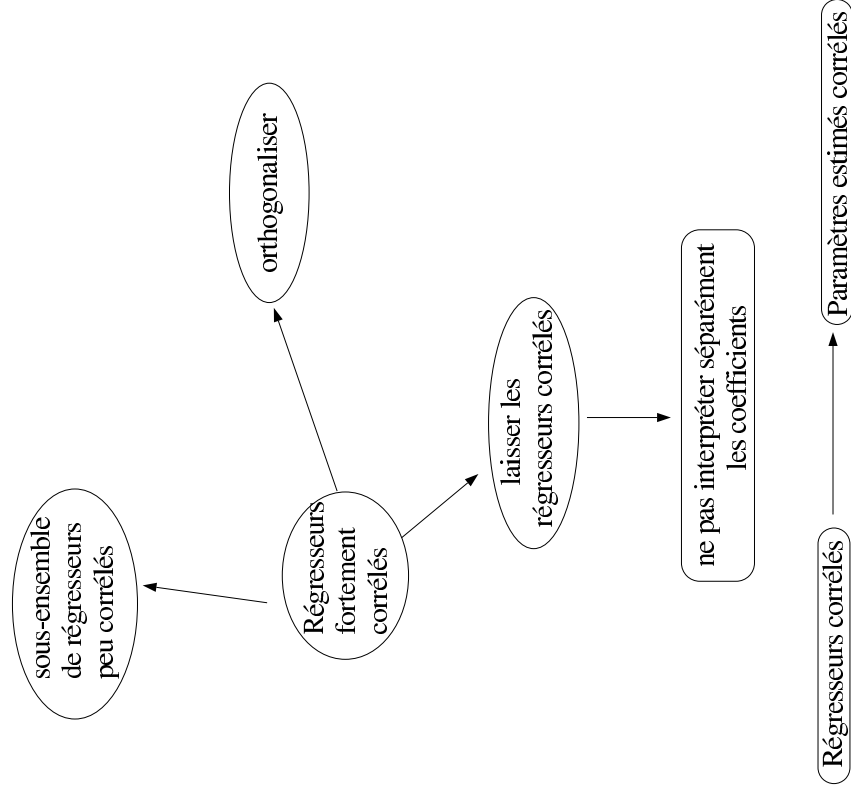 sous-ensemble
de régresseurs
peu corrélés
orthogonaliser
Régresseurs
fortement
corrélés
laisser les
régresseurs corrélés
ne pas interpréter séparément
les coefficients
Régresseurs corrélés
Paramètres estimés corrélés